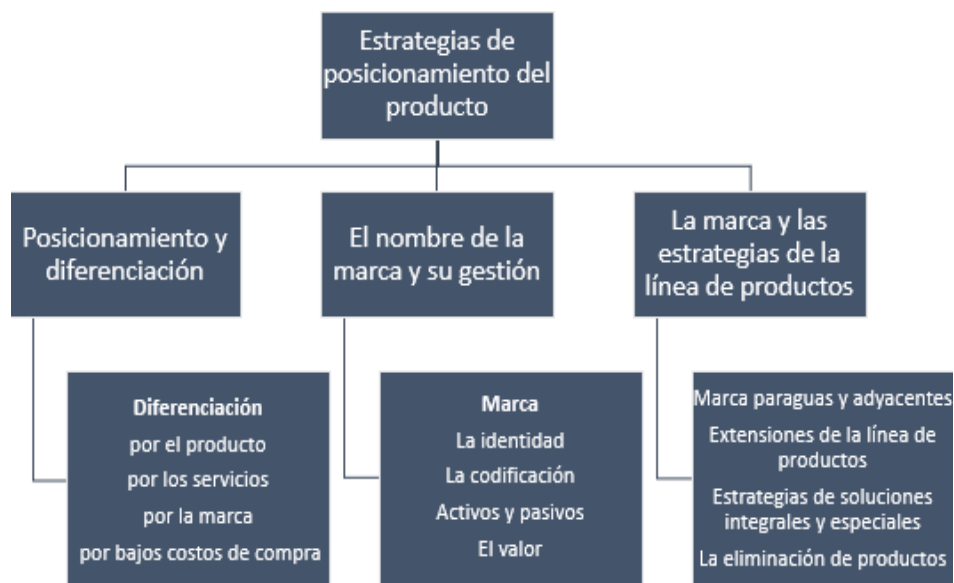 Estrategias de
posicionamiento del
producto
Posicionamiento y
diferenciación
El nombre de la
marca y su gestión
La marca y las
estrategias de la
línea de productos
Diferenciación
por el producto
por los servicios
por la marca
por bajos costos de compra
Marca
La identidad
La codificación
Activos y pasivos
El valor
Marca paraguas y adyacentes
Extensiones de la línea de
productos
Estrategias de soluciones
integrales y especiales
La eliminación de productos